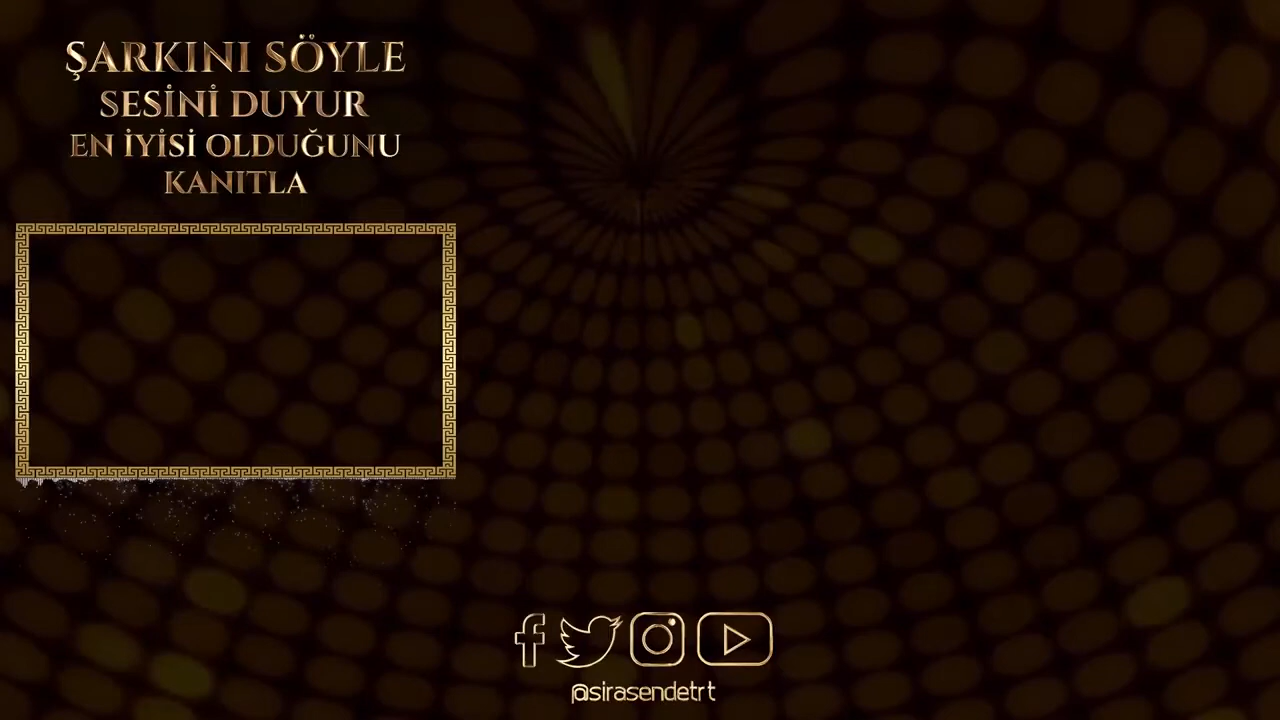 ŞARKINI SÖYLE
SESİNİ DUYUR
EN İYİSİ OLDUĞUNU
KANITLA
@sirasendetrt